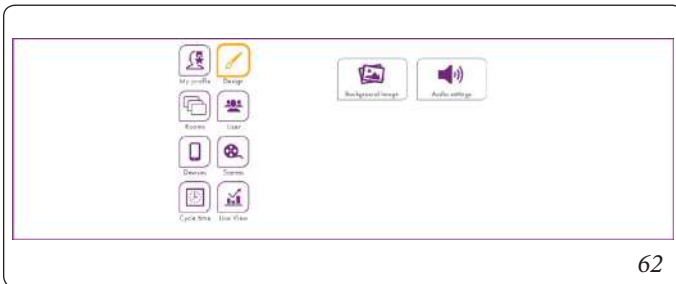 My profile Design
Background image Audio settings
Rooms User
Devices Scenes
Cycle time Live View
62